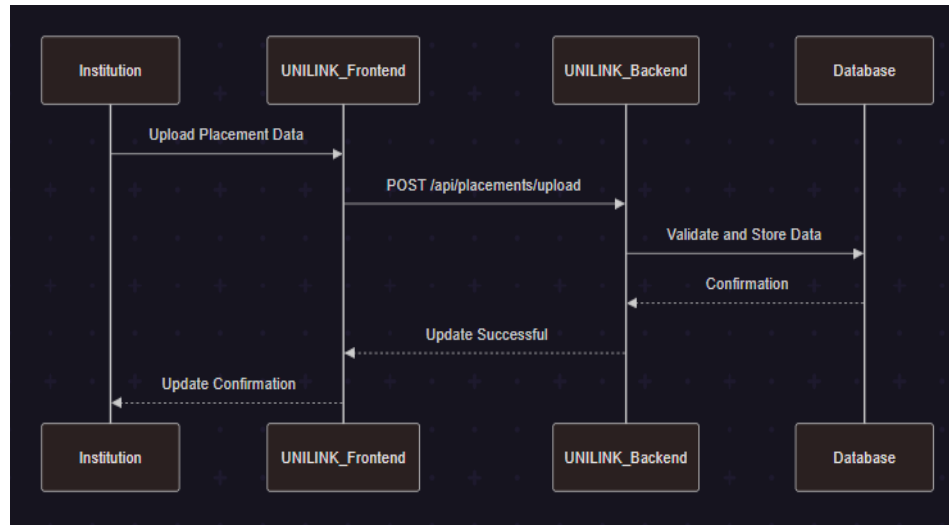 Institution
UNILINK_Frontend
UNILINK_Backend
Database
Upload Placement Data
POST /api/placements/upload
Validate and Store Data
Confirmation
Update Successful
Update Confirmation
Institution
UNILINK_Frontend
UNILINK_Backend
Database